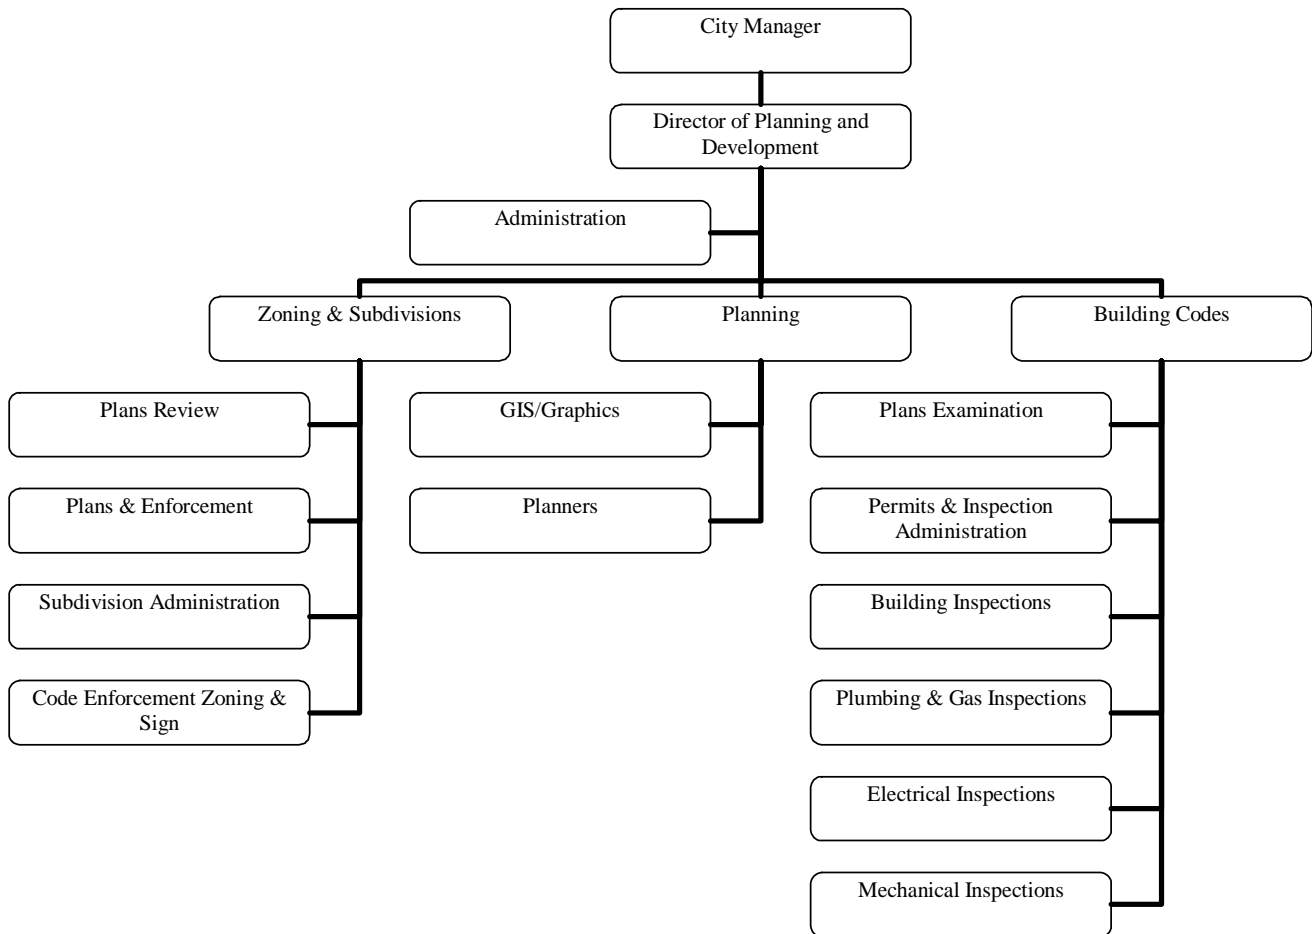 City Manager
Director of Planning and
Development
Administration
Zoning & Subdivisions
Planning
Building Codes
Plans Review
GIS/Graphics
Plans Examination
Plans & Enforcement
Planners
Permits & Inspection
Administration
Subdivision Administration
Building Inspections
Code Enforcement Zoning &
Sign
Plumbing & Gas Inspections
Electrical Inspections
Mechanical Inspections